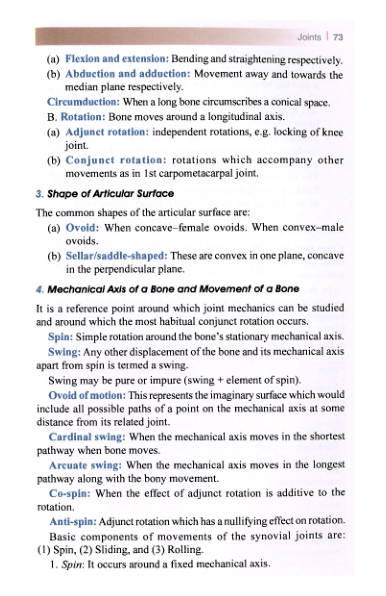 Joints | 73
(a) Flexion and extension: Bending and straightening respectively.
(b) Abduction and adduction: Movement away and towards the
median plane respectively.
Circumduction: When a long bone circumscribes a conical space.
B. Rotation: Bone moves around a longitudinal axis.
(a) Adjunct rotation: independent rotations, e.g. locking of knee
joint.
(b) Conjunct rotation: rotations which accompany other
movements as in 1st carpometacarpal joint.
3. Shape of Articular Surface
The common shapes of the articular surface are:
(a) Ovoid: When concave–female ovoids. When convex–male
ovoids.
(b) Sellar/saddle-shaped: These are convex in one plane, concave
in the perpendicular plane.
4. Mechanical Axis of a Bone and Movement of a Bone
It is a reference point around which joint mechanics can be studied
and around which the most habitual conjunct rotation occurs.
Spin: Simple rotation around the bone's stationary mechanical axis.
Swing: Any other displacement of the bone and its mechanical axis
apart from spin is termed a swing.
Swing may be pure or impure (swing + element of spin).
Ovoid of motion: This represents the imaginary surface which would
include all possible paths of a point on the mechanical axis at some
distance from its related joint.
Cardinal swing: When the mechanical axis moves in the shortest
pathway when bone moves.
Arcuate swing: When the mechanical axis moves in the longest
pathway along with the bony movement.
Co-spin: When the effect of adjunct rotation is additive to the
rotation.
Anti-spin: Adjunct rotation which has a nullifying effect on rotation.
Basic components of movements of the synovial joints are:
(1) Spin, (2) Sliding, and (3) Rolling.
1. Spin: It occurs around a fixed mechanical axis.